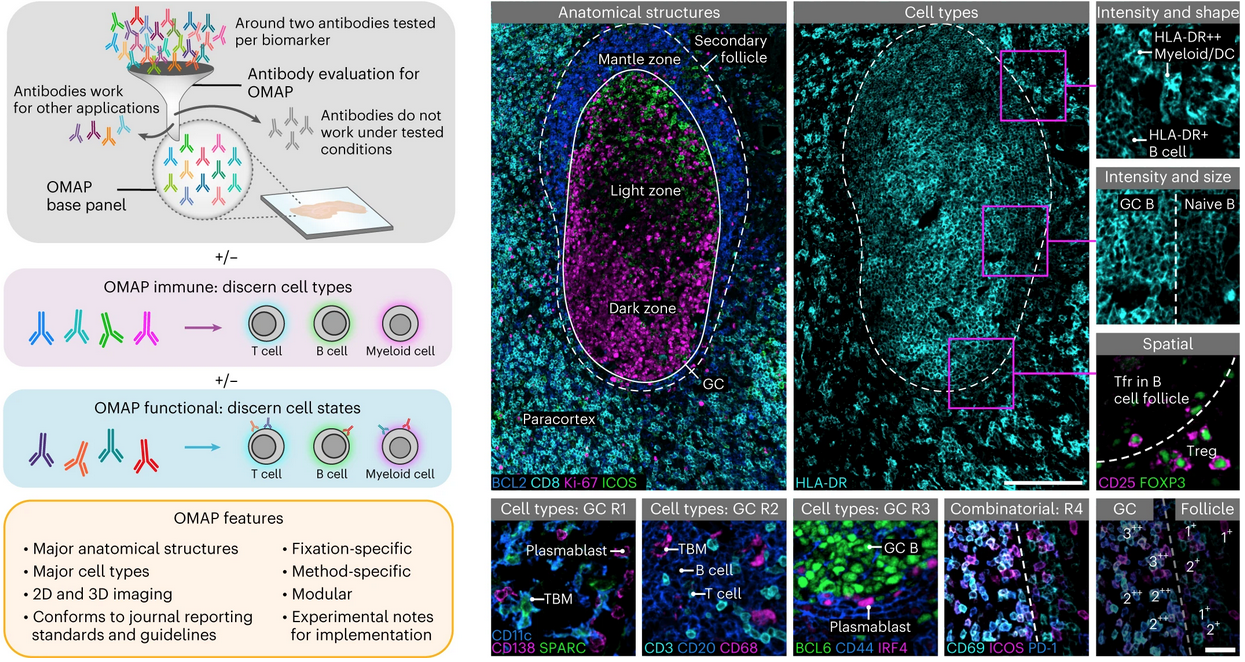 Around two antibodies tested
per biomarker
Antibody evaluation for
OMAP
Antibodies work
for other applications
Antibodies do not
work under tested
conditions
OMAP
base panel
+/−
OMAP immune: discern cell types
T cell
B cell
Myeloid cell
+/−
OMAP functional: discern cell states
T cell
B cell
Myeloid cell
OMAP features
• Major anatomical structures
• Major cell types
• 2D and 3D imaging
• Conforms to journal reporting
standards and guidelines
• Fixation-specific
• Method-specific
• Modular
• Experimental notes
for implementation
Anatomical structures
Secondary
follicle
Mantle zone
Light zone
Dark zone
GC
Paracortex
BCL2 CD8 Ki-67 ICOS
Cell types
HLA-DR
Intensity and shape
HLA-DR++
Myeloid/DC
HLA-DR+
B cell
Intensity and size
GC B
Naive B
Spatial
Tfr in B
cell follicle
Treg
CD25 FOXP3
Cell types: GC R1
Plasmablast
TBM
CD11c
CD138 SPARC
Cell types: GC R2
TBM
B cell
T cell
CD3 CD20 CD68
Cell types: GC R3
GC B
Plasmablast
BCL6 CD44 IRF4
Combinatorial: R4
CD69 ICOS PD-1
GC
Follicle
3++
1+
1+
3++
2+
2++
2++
1+
2++
2+